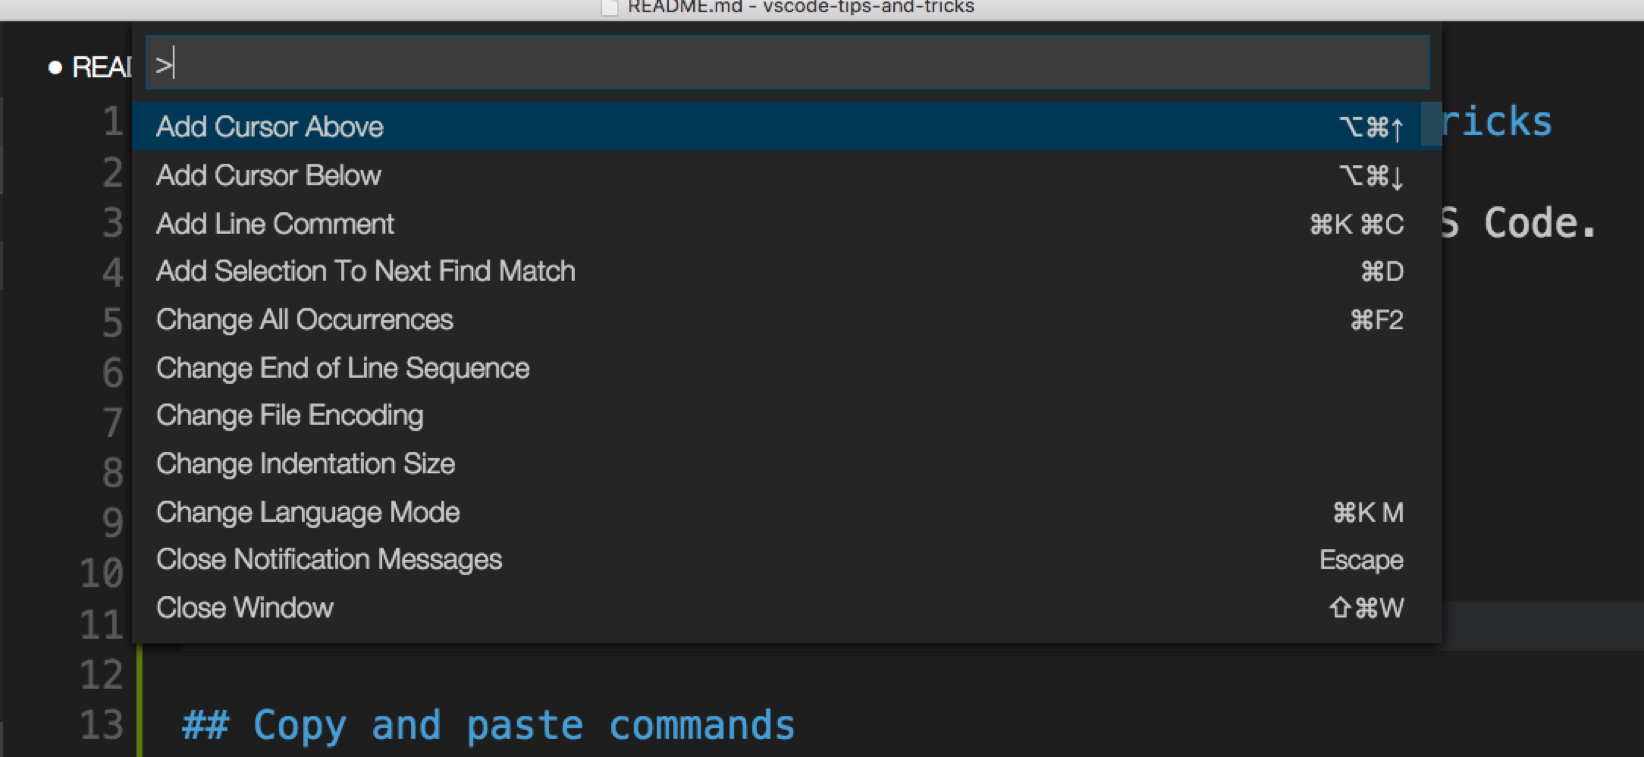 README.md - vscode-tips-and-tricks
● READ
>
1 Add Cursor Above ⌥⌘↑ ricks
2 Add Cursor Below ⌥⌘↓
3 Add Line Comment ⌘K ⌘C S Code.
4 Add Selection To Next Find Match ⌘D
5 Change All Occurrences ⌘F2
6 Change End of Line Sequence
7 Change File Encoding
8 Change Indentation Size
9 Change Language Mode ⌘K M
10 Close Notification Messages Escape
11 Close Window ⇧⌘W
12
13 ## Copy and paste commands